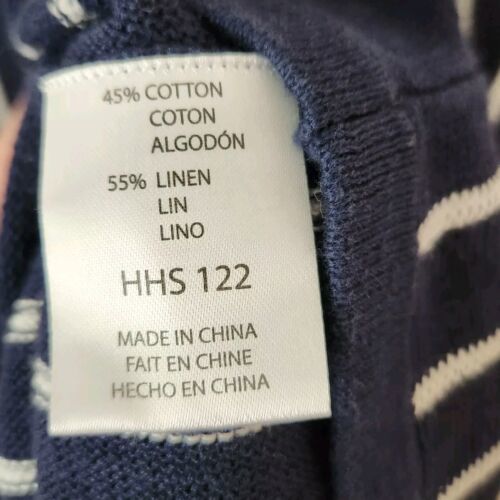 45% COTTON
COTON
ALGODÓN
55% LINEN
LIN
LINO
HHS 122
MADE IN CHINA
FAIT EN CHINE
HECHO EN CHINA